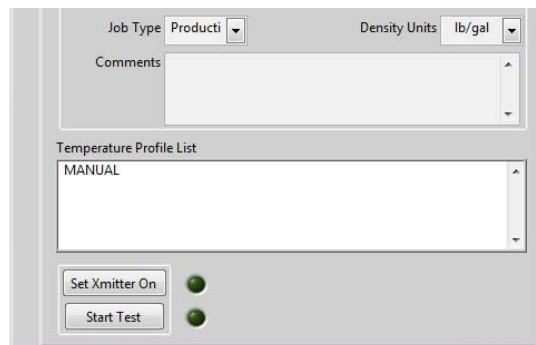 Job Type Producti Density Units lb/gal
Comments
Temperature Profile List
MANUAL
Set Xmitter On
Start Test